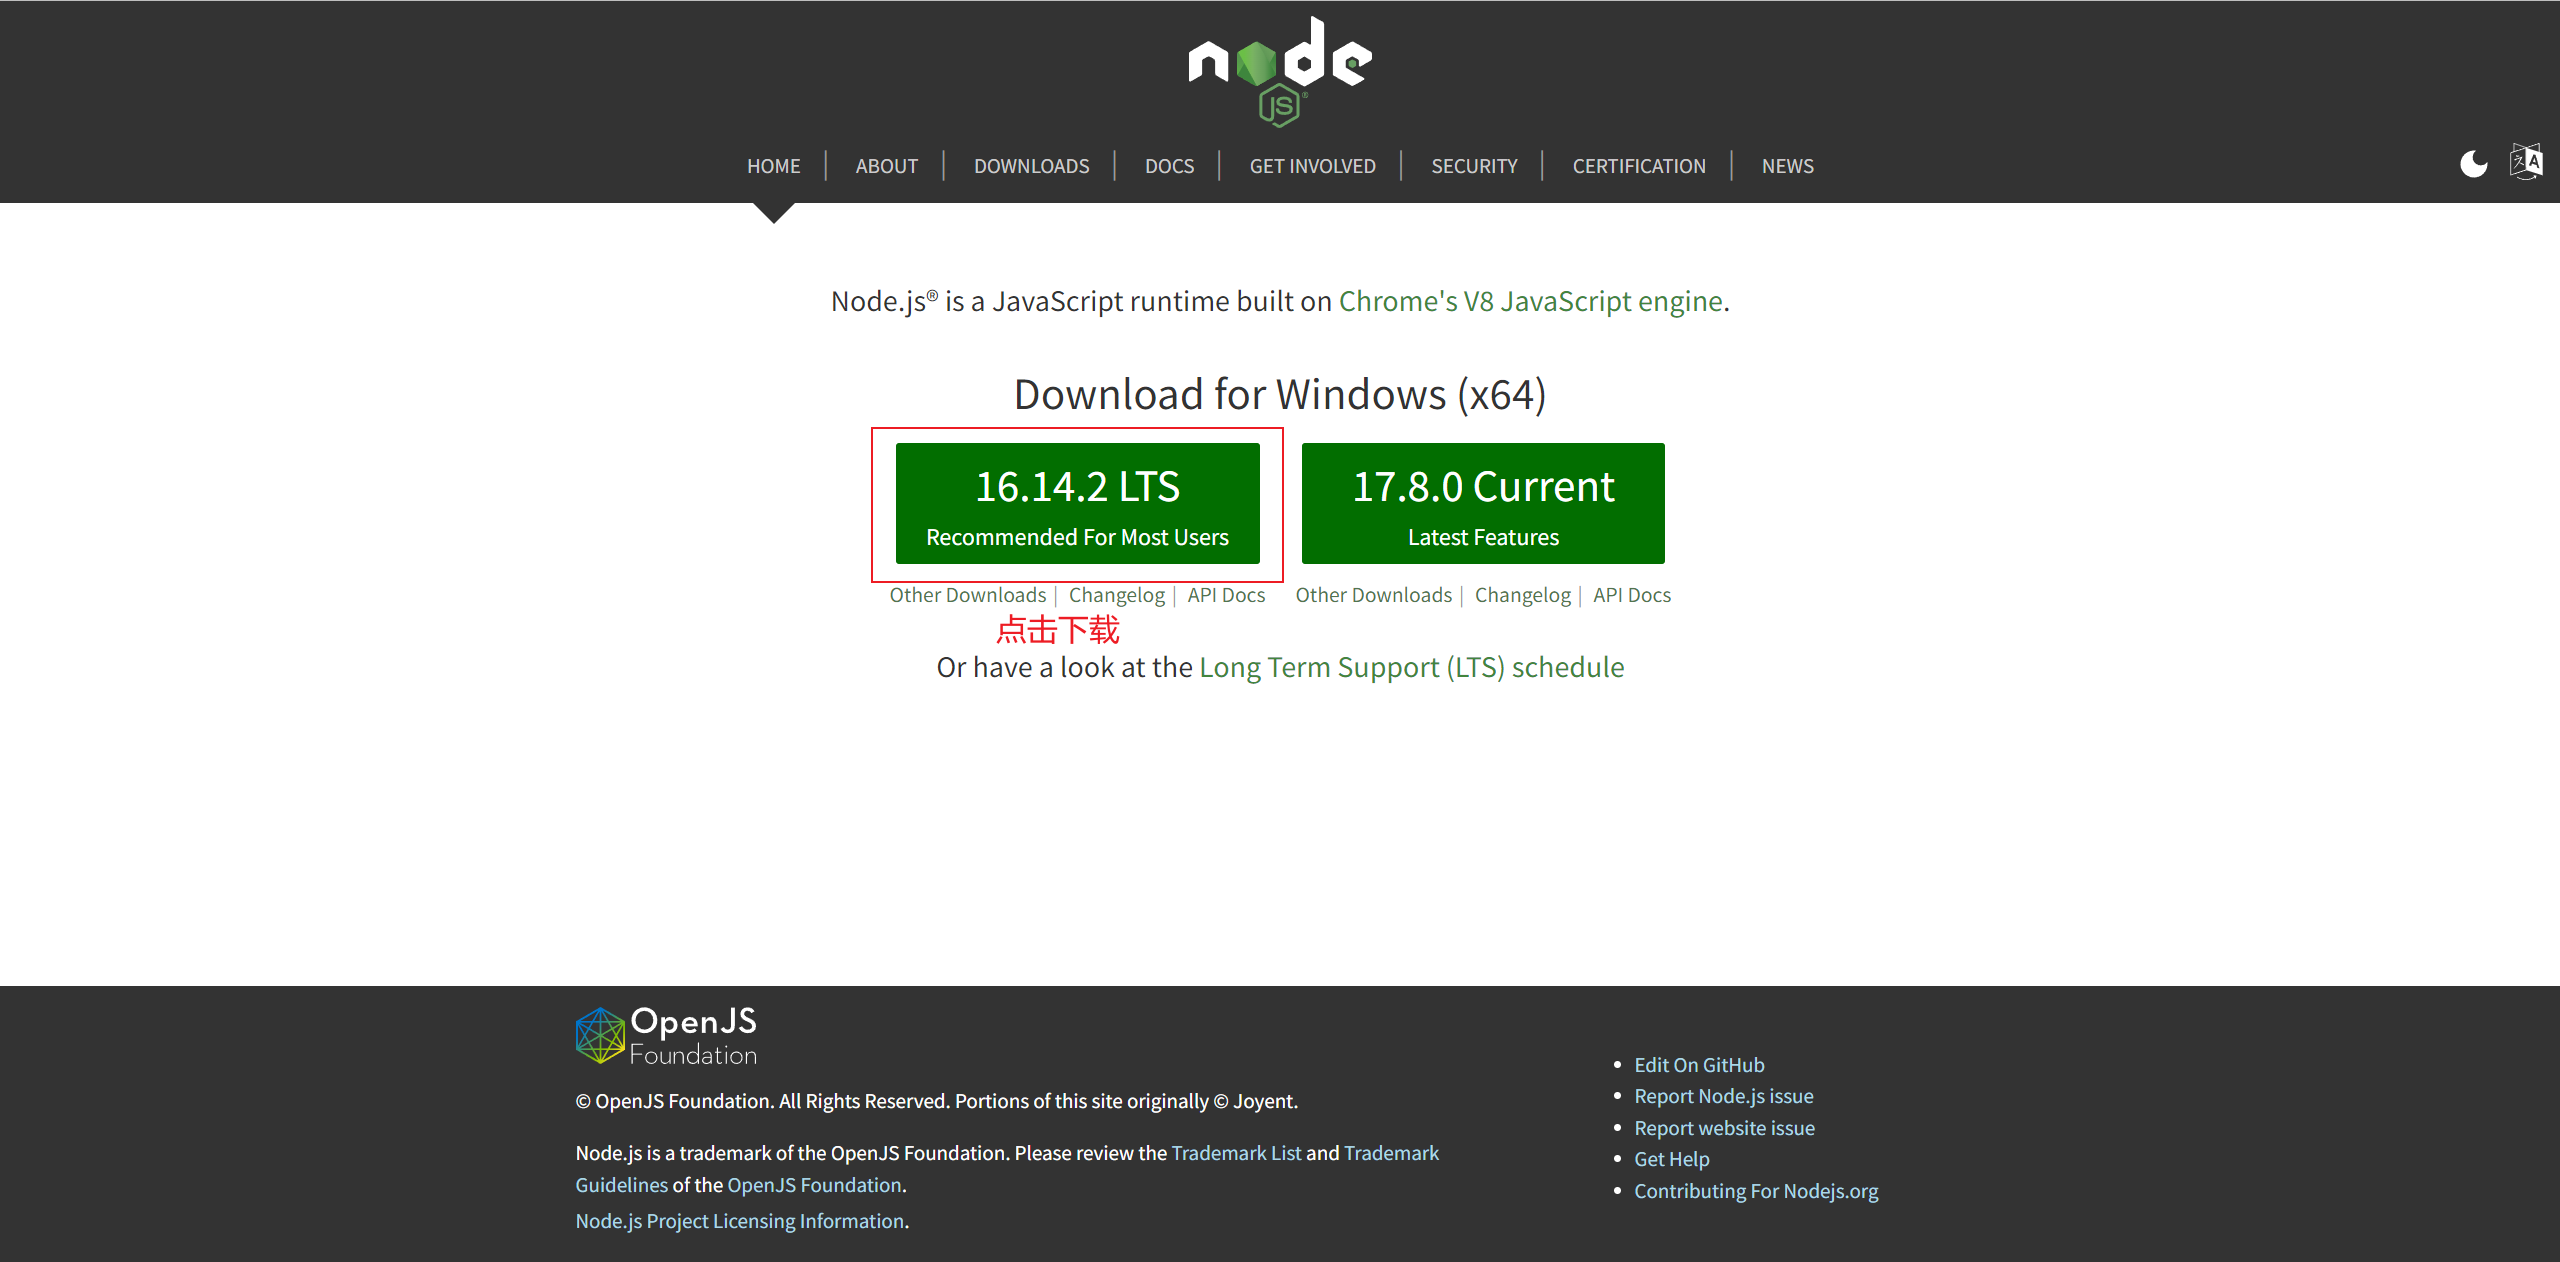 node
JS®
HOME | ABOUT | DOWNLOADS | DOCS | GET INVOLVED | SECURITY | CERTIFICATION | NEWS
A
Node.js® is a JavaScript runtime built on Chrome's V8 JavaScript engine.
Download for Windows (x64)
16.14.2 LTS
Recommended For Most Users
17.8.0 Current
Latest Features
Other Downloads | Changelog | API Docs
Other Downloads | Changelog | API Docs
点击下载
Or have a look at the Long Term Support (LTS) schedule
OpenJS
Foundation
© OpenJS Foundation. All Rights Reserved. Portions of this site originally © Joyent.
Node.js is a trademark of the OpenJS Foundation. Please review the Trademark List and Trademark
Guidelines of the OpenJS Foundation.
Node.js Project Licensing Information.
Edit On GitHub
Report Node.js issue
Report website issue
Get Help
Contributing For Nodejs.org